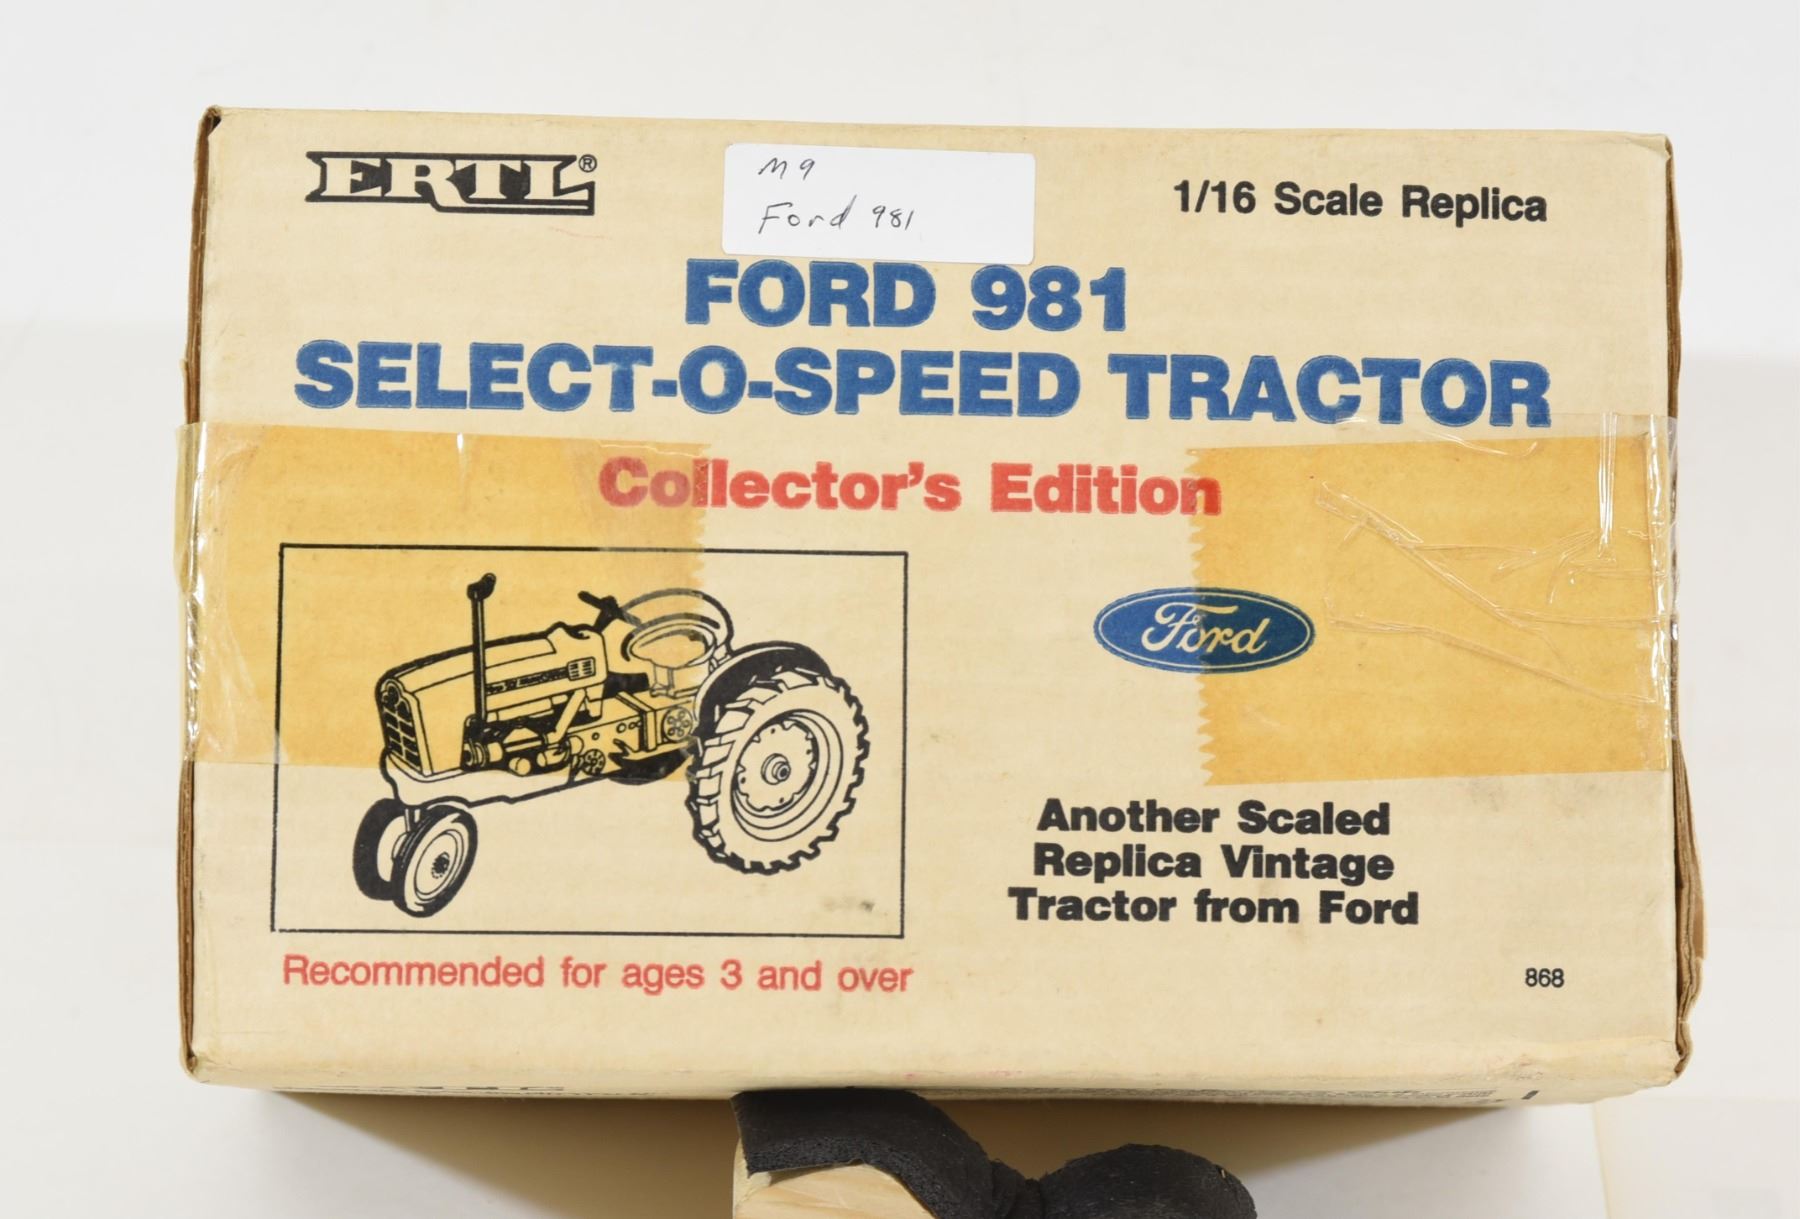 ERTL®
M9
Ford 981
1/16 Scale Replica
FORD 981
SELECT-O-SPEED TRACTOR
Collector's Edition
Ford
Another Scaled
Replica Vintage
Tractor from Ford
Recommended for ages 3 and over
868